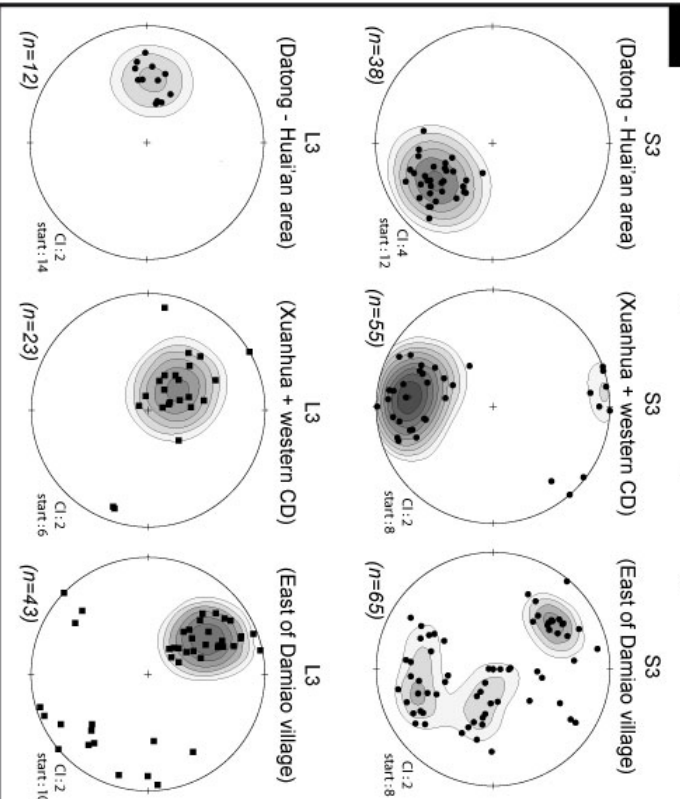 S3
(Datong - Huai'an area)
(n=38)
CI : 4
start : 12
S3
(Xuanhua + western CD)
(n=55)
CI : 2
start : 8
S3
(East of Damiao village)
(n=65)
CI : 2
start : 8
L3
(Datong - Huai'an area)
(n=12)
CI : 2
start : 14
L3
(Xuanhua + western CD)
(n=23)
CI : 2
start : 6
L3
(East of Damiao village)
(n=43)
CI : 2
start : 10